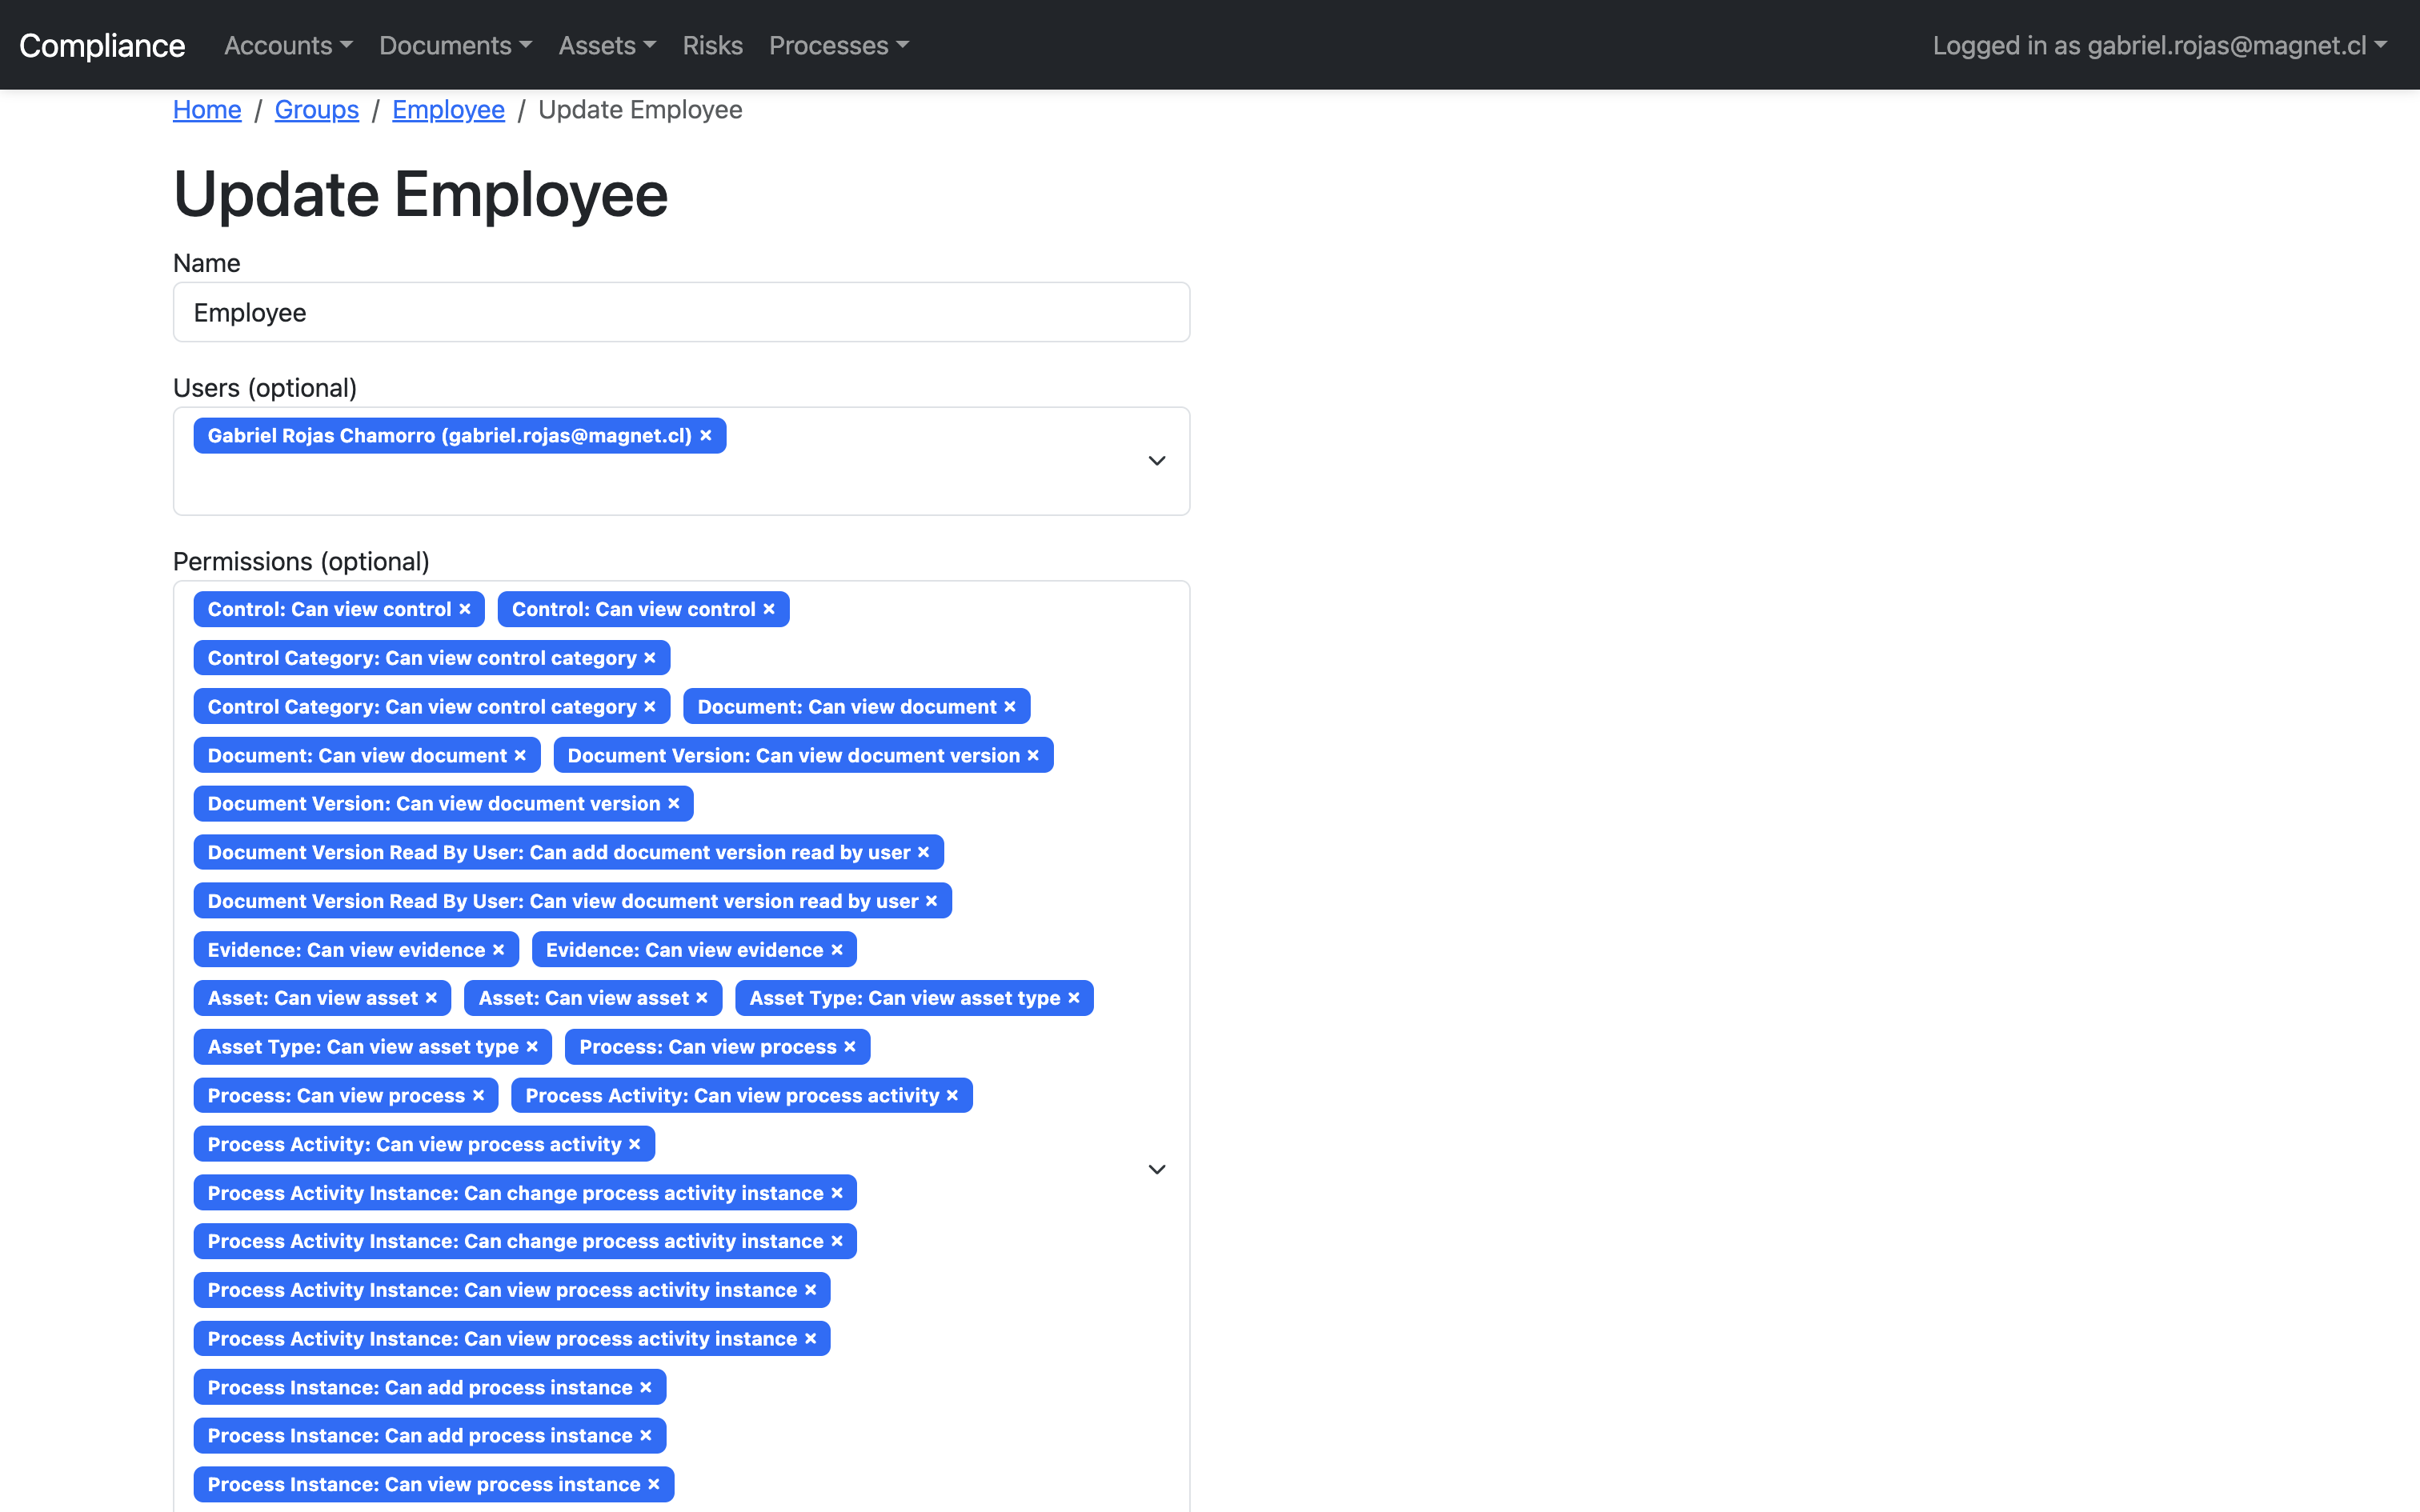 Compliance Accounts Documents Assets Risks Processes Logged in as gabriel.rojas@magnet.cl
Home / Groups / Employee / Update Employee
Update Employee
Name
Employee
Users (optional)
Gabriel Rojas Chamorro (gabriel.rojas@magnet.cl) ×
Permissions (optional)
Control: Can view control × Control: Can view control ×
Control Category: Can view control category ×
Control Category: Can view control category × Document: Can view document ×
Document: Can view document × Document Version: Can view document version ×
Document Version: Can view document version ×
Document Version Read By User: Can add document version read by user ×
Document Version Read By User: Can view document version read by user ×
Evidence: Can view evidence × Evidence: Can view evidence ×
Asset: Can view asset × Asset: Can view asset × Asset Type: Can view asset type ×
Asset Type: Can view asset type × Process: Can view process ×
Process: Can view process × Process Activity: Can view process activity ×
Process Activity: Can view process activity ×
Process Activity Instance: Can change process activity instance ×
Process Activity Instance: Can change process activity instance ×
Process Activity Instance: Can view process activity instance ×
Process Activity Instance: Can view process activity instance ×
Process Instance: Can add process instance ×
Process Instance: Can add process instance ×
Process Instance: Can view process instance ×